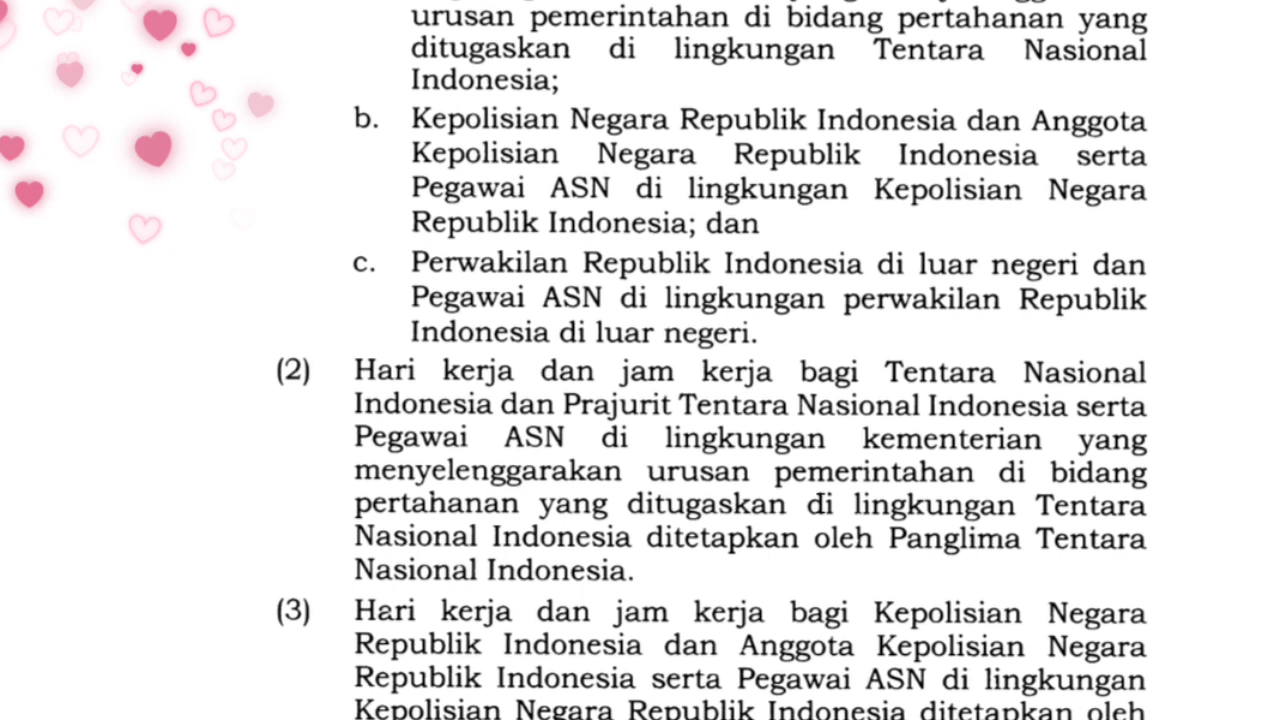 urusan pemerintahan di bidang pertahanan yang
ditugaskan di lingkungan Tentara Nasional
Indonesia;
b. Kepolisian Negara Republik Indonesia dan Anggota
Kepolisian Negara Republik Indonesia serta
Pegawai ASN di lingkungan Kepolisian Negara
Republik Indonesia; dan
c. Perwakilan Republik Indonesia di luar negeri dan
Pegawai ASN di lingkungan perwakilan Republik
Indonesia di luar negeri.
(2) Hari kerja dan jam kerja bagi Tentara Nasional
Indonesia dan Prajurit Tentara Nasional Indonesia serta
Pegawai ASN di lingkungan kementerian yang
menyelenggarakan urusan pemerintahan di bidang
pertahanan yang ditugaskan di lingkungan Tentara
Nasional Indonesia ditetapkan oleh Panglima Tentara
Nasional Indonesia.
(3) Hari kerja dan jam kerja bagi Kepolisian Negara
Republik Indonesia dan Anggota Kepolisian Negara
Republik Indonesia serta Pegawai ASN di lingkungan
Kepolisian Negara Republik Indonesia ditetapkan oleh